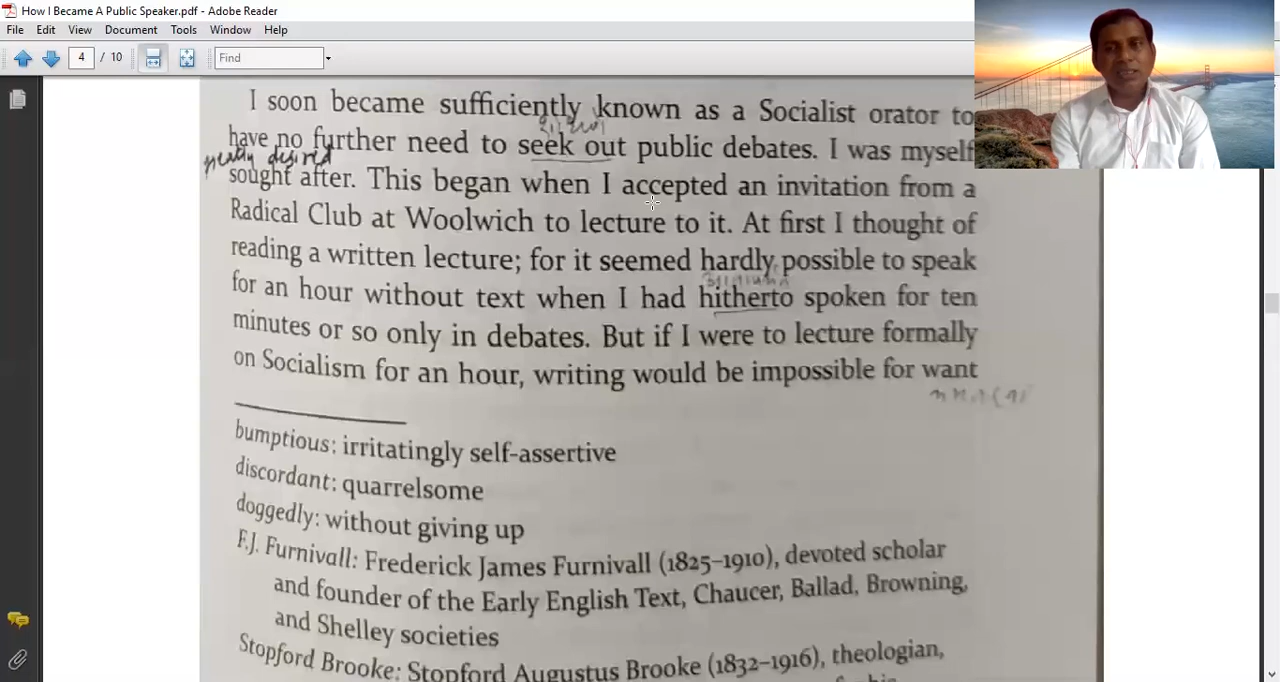 How I Became A Public Speaker.pdf - Adobe Reader
File Edit View Document Tools Window Help
4 / 10 Find
I soon became sufficiently known as a Socialist orator to
have no further need to seek out public debates. I was myself
greatly desired
sought after. This began when I accepted an invitation from a
Radical Club at Woolwich to lecture to it. At first I thought of
reading a written lecture; for it seemed hardly possible to speak
for an hour without text when I had hitherto spoken for ten
minutes or so only in debates. But if I were to lecture formally
on Socialism for an hour, writing would be impossible for want
bumptious: irritatingly self-assertive
discordant: quarrelsome
doggedly: without giving up
F.J. Furnivall: Frederick James Furnivall (1825–1910), devoted scholar
and founder of the Early English Text, Chaucer, Ballad, Browning,
and Shelley societies
Stopford Brooke: Stopford Augustus Brooke (1832–1916), theologian,